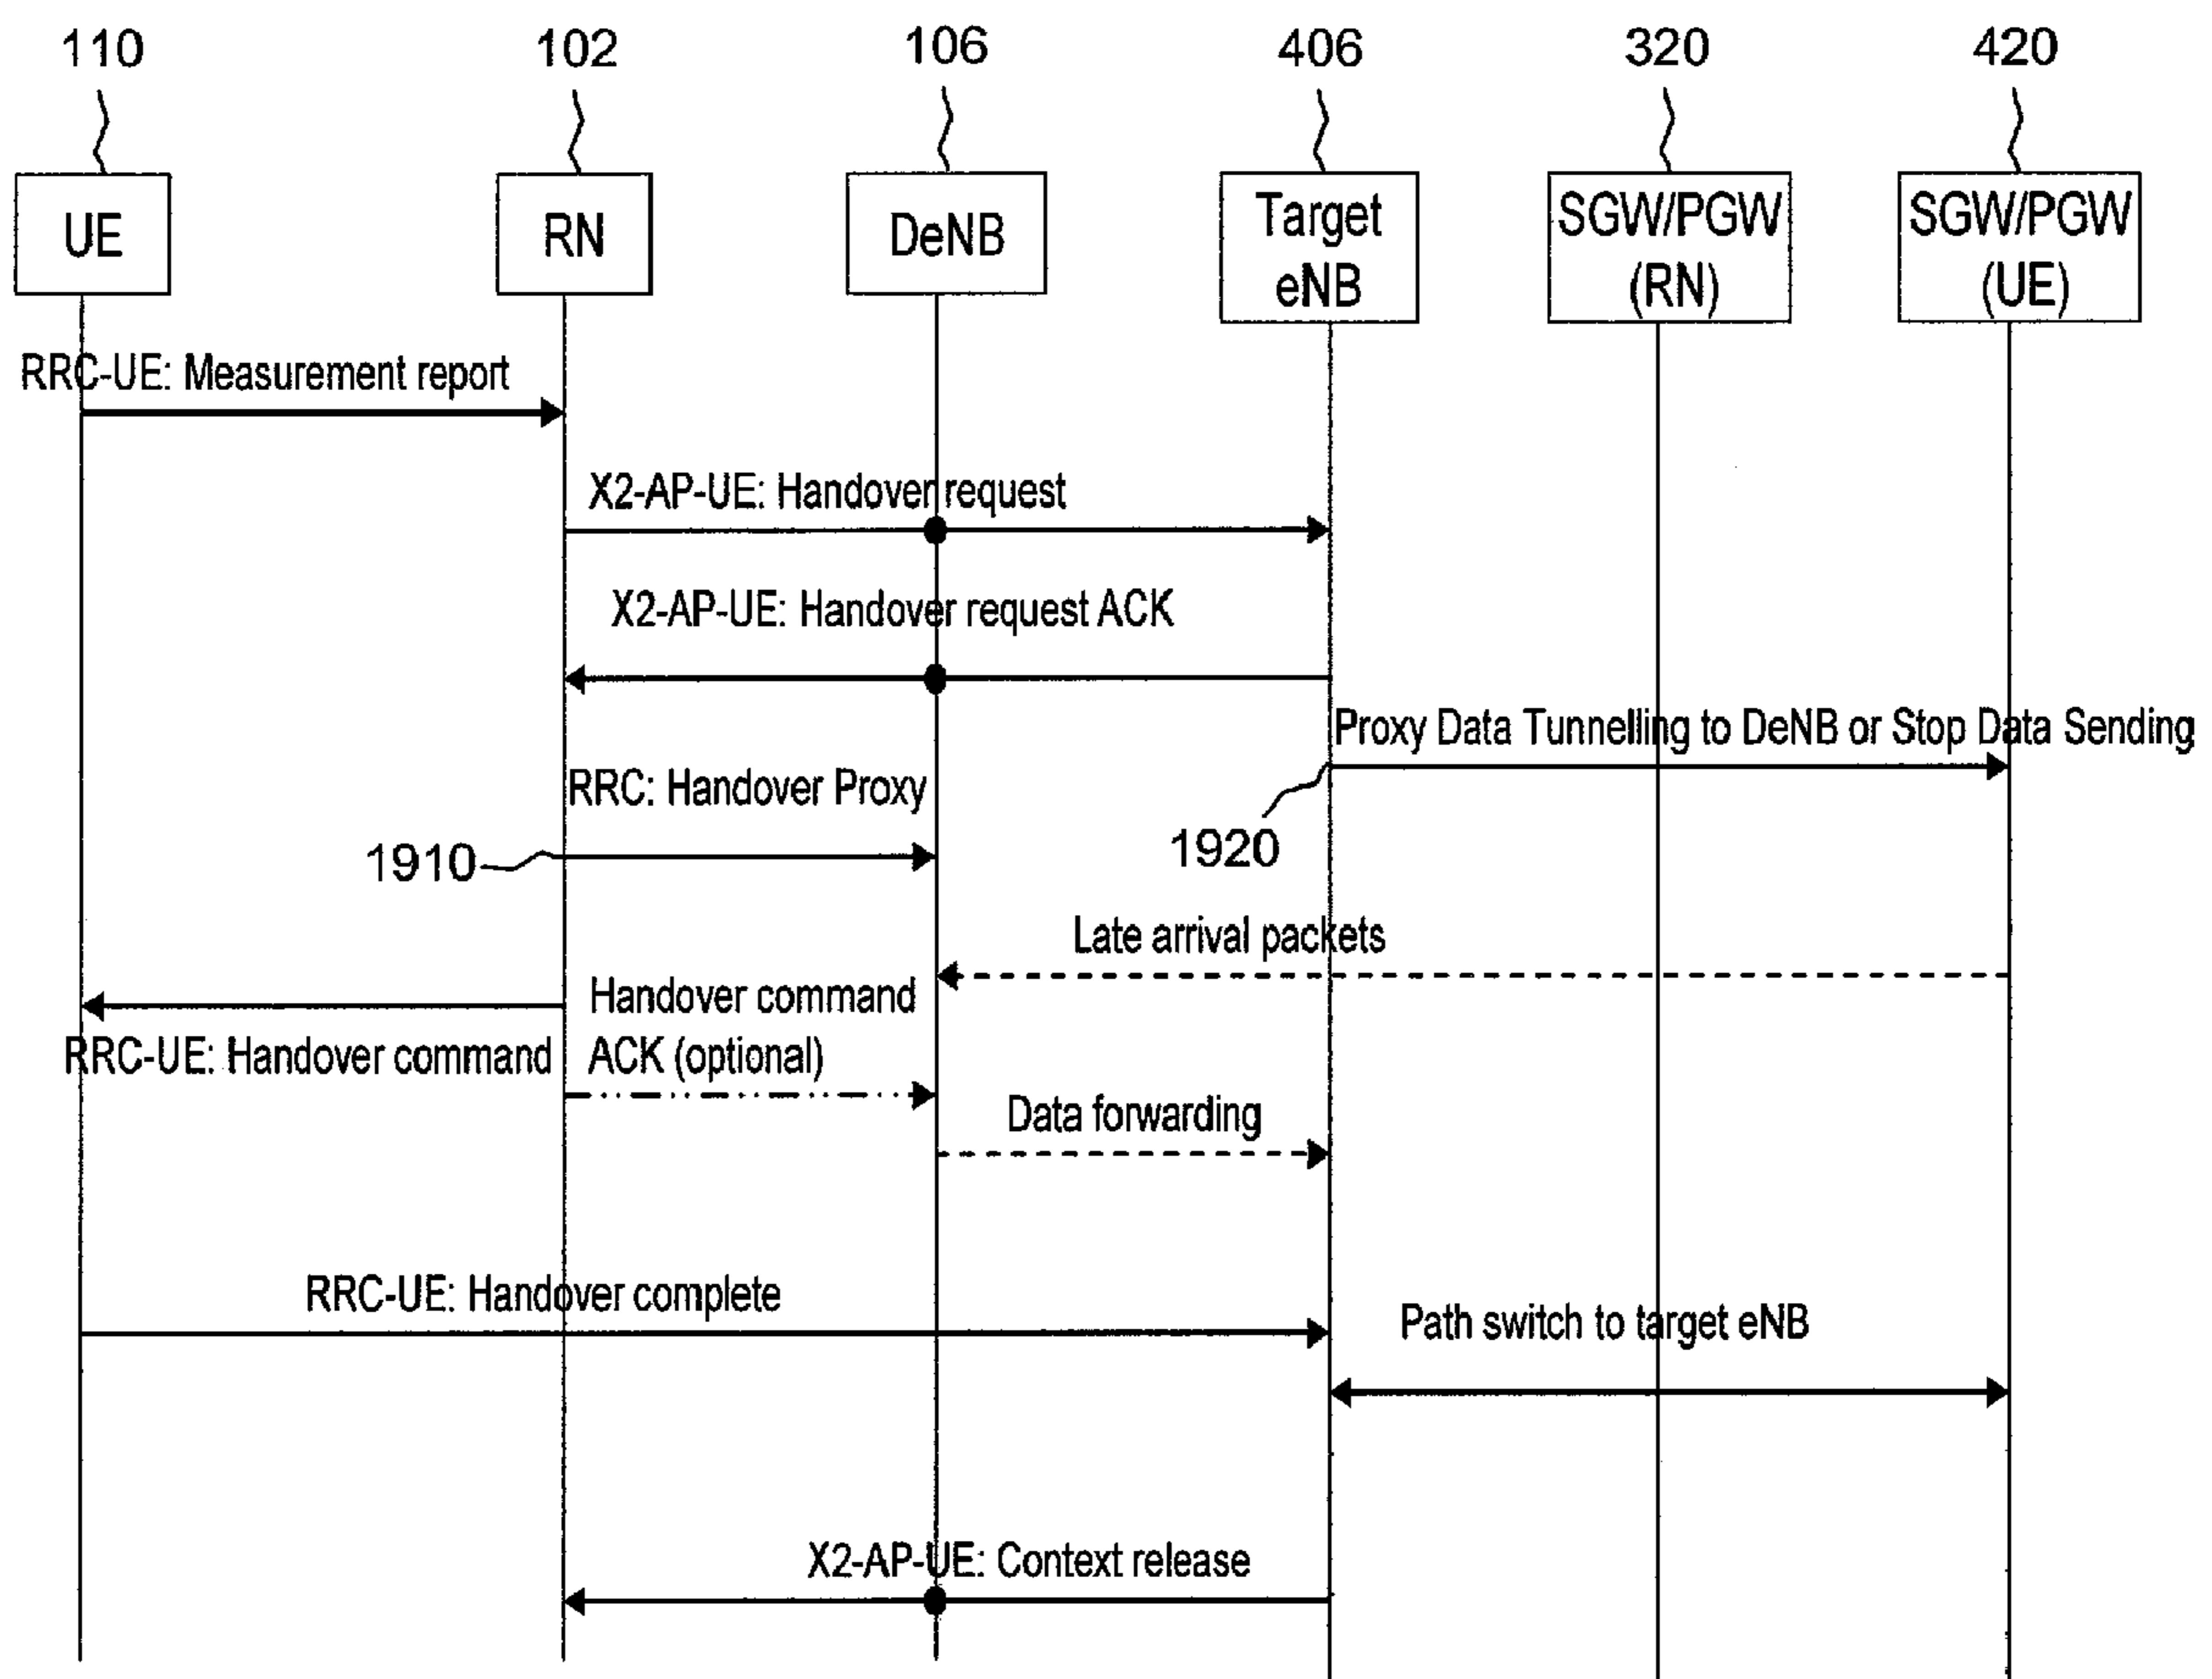 110
102
106
406
320
420
UE
RN
DeNB
Target
eNB
SGW/PGW
(RN)
SGW/PGW
(UE)
RRC-UE: Measurement report
X2-AP-UE: Handover request
X2-AP-UE: Handover request ACK
Proxy Data Tunnelling to DeNB or Stop Data Sending
RRC: Handover Proxy
1920
1910
Late arrival packets
Handover command
ACK (optional)
RRC-UE: Handover command
Data forwarding
RRC-UE: Handover complete
Path switch to target eNB
X2-AP-UE: Context release